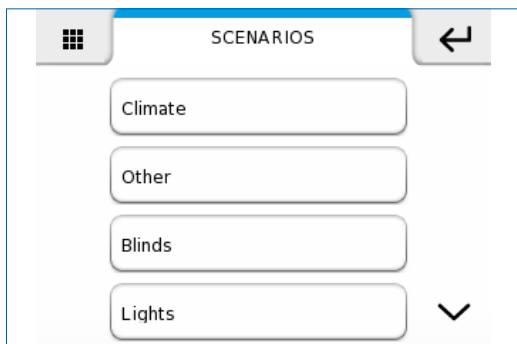 SCENARIOS
Climate
Other
Blinds
Lights